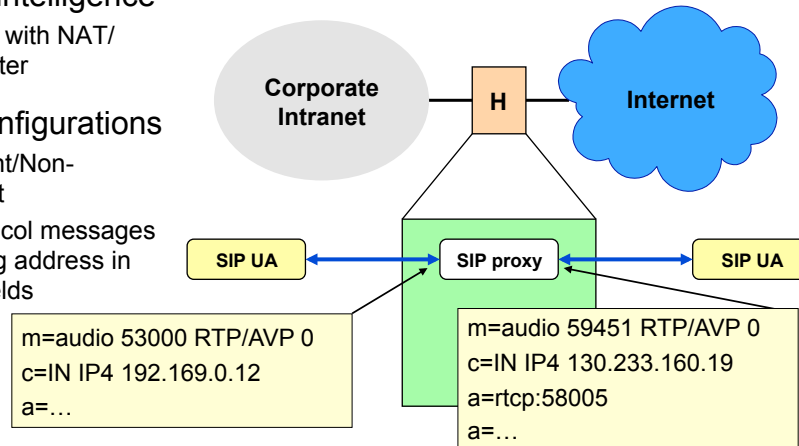 ntelligence
with NAT/
ter
nfigurations
nt/Non-
t
col messages
g address in
elds
Corporate
Intranet
H
Internet
SIP UA
SIP proxy
SIP UA
m=audio 53000 RTP/AVP 0
c=IN IP4 192.169.0.12
a=…
m=audio 59451 RTP/AVP 0
c=IN IP4 130.233.160.19
a=rtcp:58005
a=…